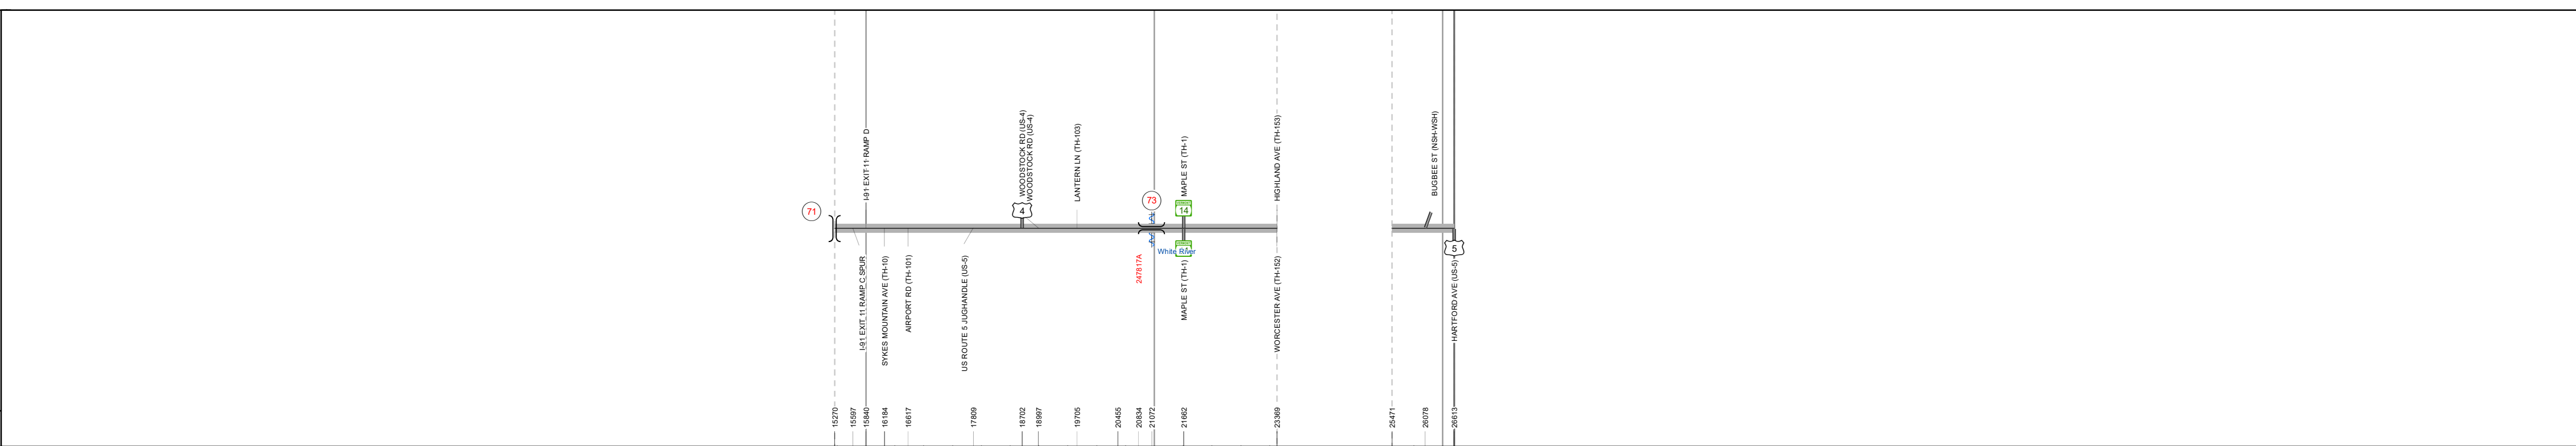 I-91 EXIT 11 RAMP D
WOODSTOCK RD (US-4)
WOODSTOCK RD (US-4)
LANTERN LN (TH-103)
MAPLE ST (TH-1)
HIGHLAND AVE (TH-153)
BUGBEE ST (NSH-WSH)
71
4
73
14
5
White River
I-91 EXIT 11 RAMP C SPUR
SYKES MOUNTAIN AVE (TH-10)
AIRPORT RD (TH-101)
US ROUTE 5 JUGHANDLE (US-5)
247817A
MAPLE ST (TH-1)
WORCESTER AVE (TH-152)
HARTFORD AVE (US-5)
15270
15597
15840
16184
16617
17809
18702
18997
19705
20455
20834
21072
21662
23369
25471
26078
26613